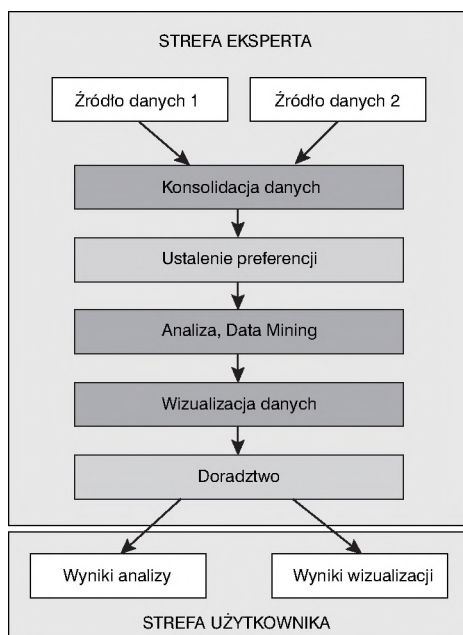 STREFA EKSPERTA
Źródło danych 1
Źródło danych 2
Konsolidacja danych
Ustalenie preferencji
Analiza, Data Mining
Wizualizacja danych
Doradztwo
Wyniki analizy
Wyniki wizualizacji
STREFA UŻYTKOWNIKA